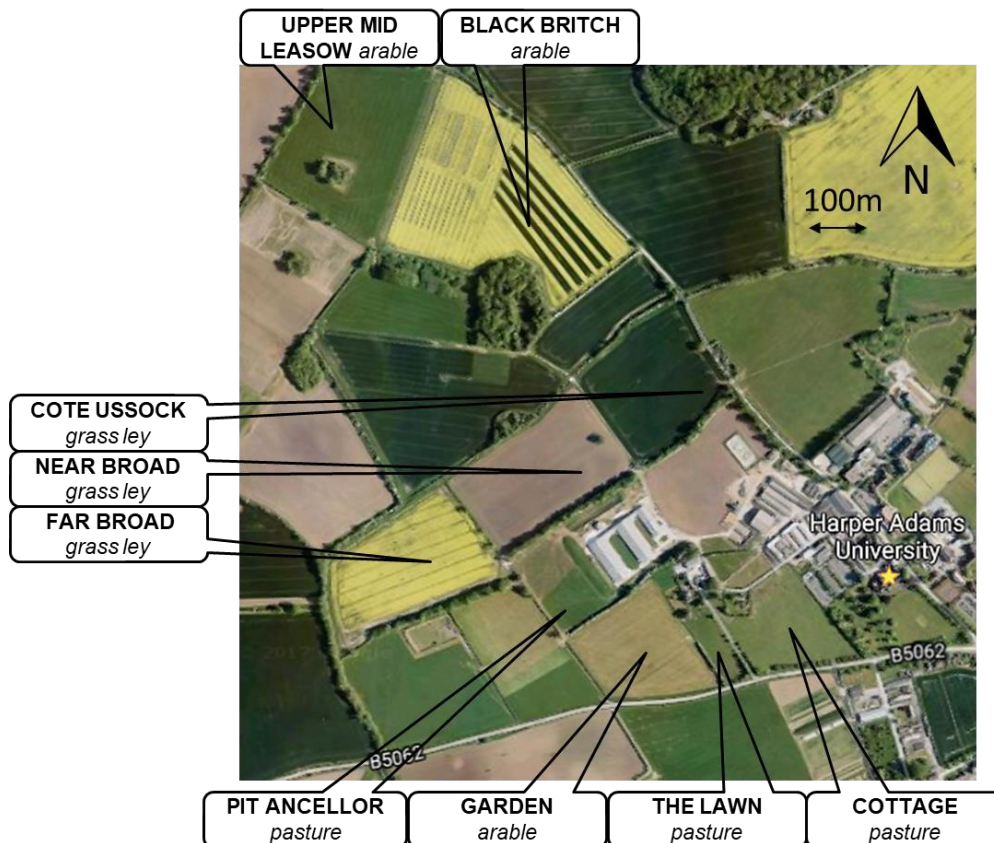 UPPER MID
LEASOW arable
BLACK BRITCH
arable
N
100m
COTE USSOCK
grass ley
NEAR BROAD
grass ley
FAR BROAD
grass ley
Harper Adams
University
B5062
B5062
PIT ANCELLOR
pasture
GARDEN
arable
THE LAWN
pasture
COTTAGE
pasture